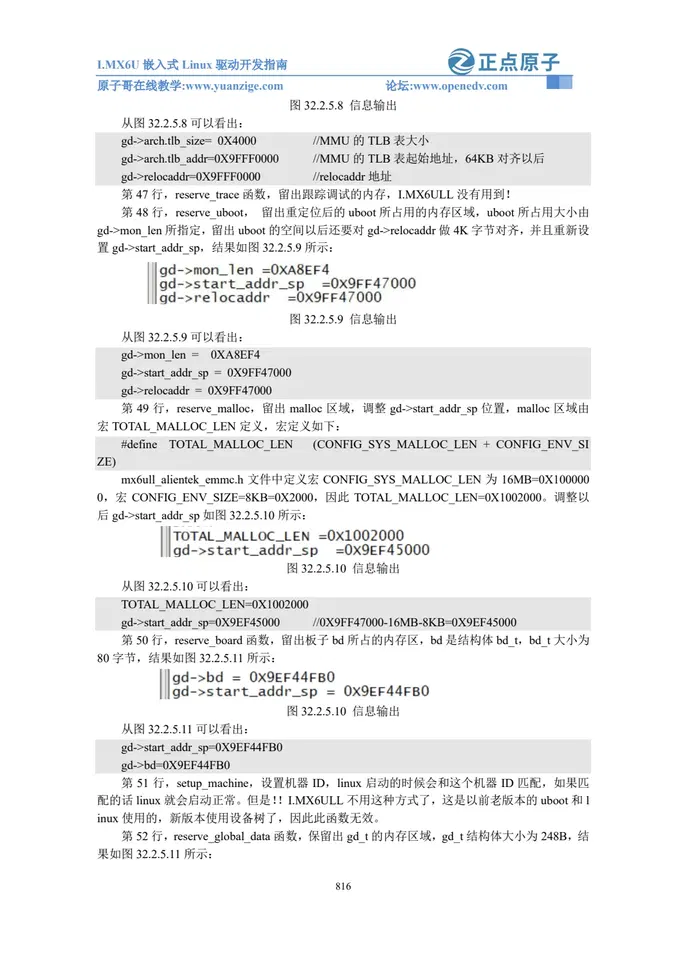 I.MX6U 嵌入式 Linux 驱动开发指南
正点原子
原子哥在线教学:www.yuanzige.com 论坛:www.openedv.com
图 32.2.5.8 信息输出
从图 32.2.5.8 可以看出：
gd->arch.tlb_size= 0X4000 //MMU 的 TLB 表大小
gd->arch.tlb_addr=0X9FFF0000 //MMU 的 TLB 表起始地址，64KB 对齐以后
gd->relocaddr=0X9FFF0000 //relocaddr 地址
第 47 行，reserve_trace 函数，留出跟踪调试的内存，I.MX6ULL 没有用到！
第 48 行，reserve_uboot， 留出重定位后的 uboot 所占用的内存区域，uboot 所占用大小由
gd->mon_len 所指定，留出 uboot 的空间以后还要对 gd->relocaddr 做 4K 字节对齐，并且重新设
置 gd->start_addr_sp，结果如图 32.2.5.9 所示：
gd->mon_len =0XA8EF4
gd->start_addr_sp =0X9FF47000
gd->relocaddr =0X9FF47000
图 32.2.5.9 信息输出
从图 32.2.5.9 可以看出：
gd->mon_len = 0XA8EF4
gd->start_addr_sp = 0X9FF47000
gd->relocaddr = 0X9FF47000
第 49 行，reserve_malloc，留出 malloc 区域，调整 gd->start_addr_sp 位置，malloc 区域由
宏 TOTAL_MALLOC_LEN 定义，宏定义如下：
#define TOTAL_MALLOC_LEN (CONFIG_SYS_MALLOC_LEN + CONFIG_ENV_SI
ZE)
mx6ull_alientek_emmc.h 文件中定义宏 CONFIG_SYS_MALLOC_LEN 为 16MB=0X100000
0，宏 CONFIG_ENV_SIZE=8KB=0X2000，因此 TOTAL_MALLOC_LEN=0X1002000。调整以
后 gd->start_addr_sp 如图 32.2.5.10 所示：
TOTAL_MALLOC_LEN =0X1002000
gd->start_addr_sp =0X9EF45000
图 32.2.5.10 信息输出
从图 32.2.5.10 可以看出：
TOTAL_MALLOC_LEN=0X1002000
gd->start_addr_sp=0X9EF45000 //0X9FF47000-16MB-8KB=0X9EF45000
第 50 行，reserve_board 函数，留出板子 bd 所占的内存区，bd 是结构体 bd_t，bd_t 大小为
80 字节，结果如图 32.2.5.11 所示：
gd->bd = 0X9EF44FB0
gd->start_addr_sp = 0X9EF44FB0
图 32.2.5.10 信息输出
从图 32.2.5.11 可以看出：
gd->start_addr_sp=0X9EF44FB0
gd->bd=0X9EF44FB0
第 51 行，setup_machine，设置机器 ID，linux 启动的时候会和这个机器 ID 匹配，如果匹
配的话 linux 就会启动正常。但是！！I.MX6ULL 不用这种方式了，这是以前老版本的 uboot 和 l
inux 使用的，新版本使用设备树了，因此此函数无效。
第 52 行，reserve_global_data 函数，保留出 gd_t 的内存区域，gd_t 结构体大小为 248B，结
果如图 32.2.5.11 所示：
816